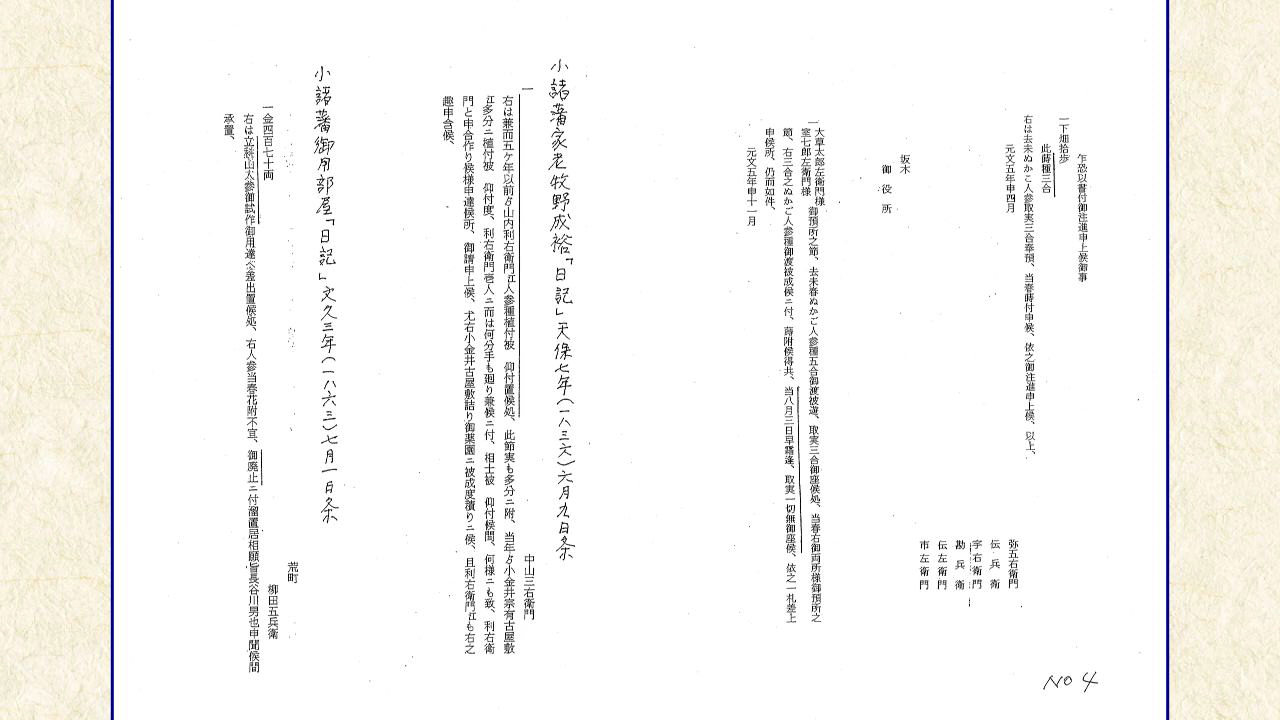 乍恐以書付御注進申上候御事
一下畑拾歩
此蒔種三合
右は去未ぬかこ人参取実三合奉預、当春蒔付申候、依之御注進申上候、以上、
元文五年申四月
弥五右衛門
伝兵衛
宇右衛門
勘兵衛
伝左衛門
市左衛門
坂木
御役所
一大草太郎左衛門様御預所之節、去未春ぬかご人参種五合御渡被遊、取実三合御座候処、当春右御両所様御預所之
室七郎左衛門様
節、右三合之ぬかご人参種御渡被成候ニ付、蒔附候得共、当八月三日早霜逢、取実一切無御座候、依之一札差上
申候所、仍而如件、
元文五年申十一月
小諸藩家老牧野成裕「日記」天保七年(一八三六)六月九日条
一
中山三右衛門
右は兼而五ケ年以前ゟ山内利右衛門江人参種植付被 仰付置候処、此節実も多分ニ附、当年ゟ小金井宗有古屋敷
江多分ニ植付被 仰付度、利右衛門壱人ニ而は何分手も廻り兼候ニ付、相士被 仰付候間、何様ニも致、利右衛
門と申合作り候様申達候所、御請申上候、尤右小金井古屋敷詰り御薬園ニ被成度積りニ候、且利右衛門江も右之
趣申含候、
小諸藩御用部屋「日記」文久三年(一八六三)七月一日条
荒町
柳田五兵衛
一金四百七十両
右は立科山人参御試作御用達金差出置候処、右人参当春花附不宜、御廃止ニ付溜置居相願旨長谷川男也申聞候間
承置、
NO 4